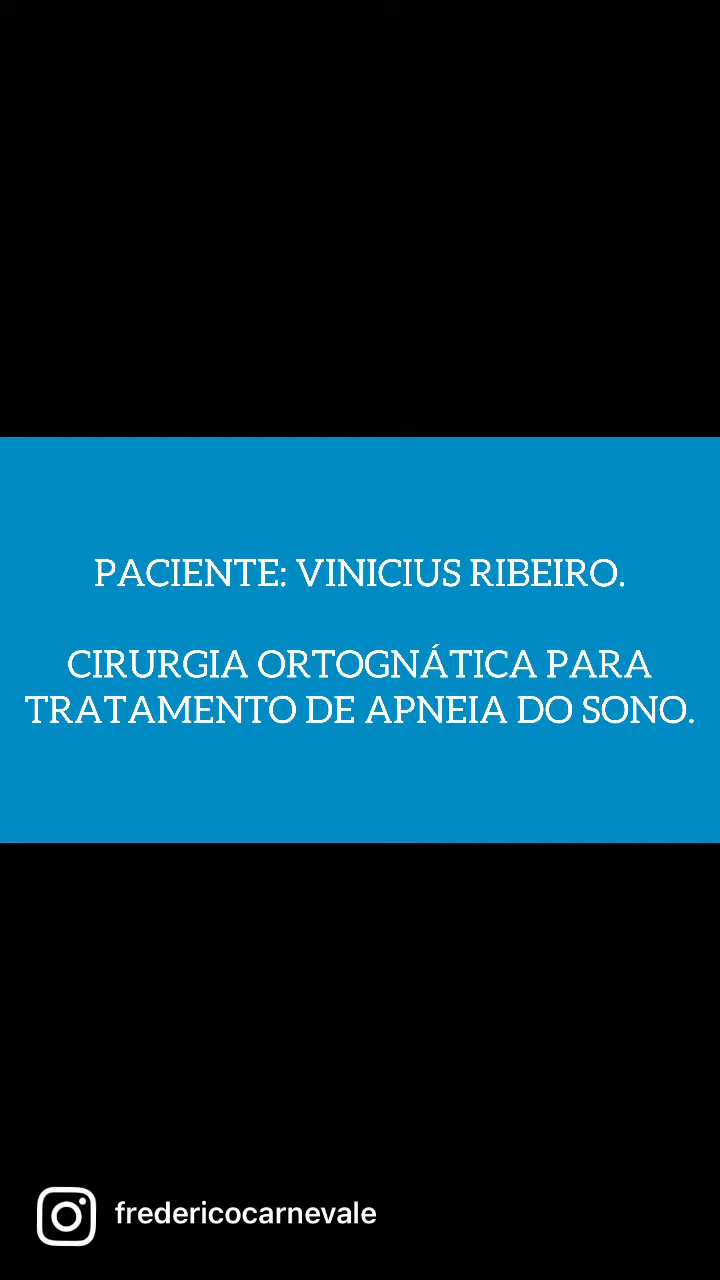 PACIENTE: VINICIUS RIBEIRO.
CIRURGIA ORTOGNÁTICA PARA
TRATAMENTO DE APNEIA DO SONO.
fredericocarnevale